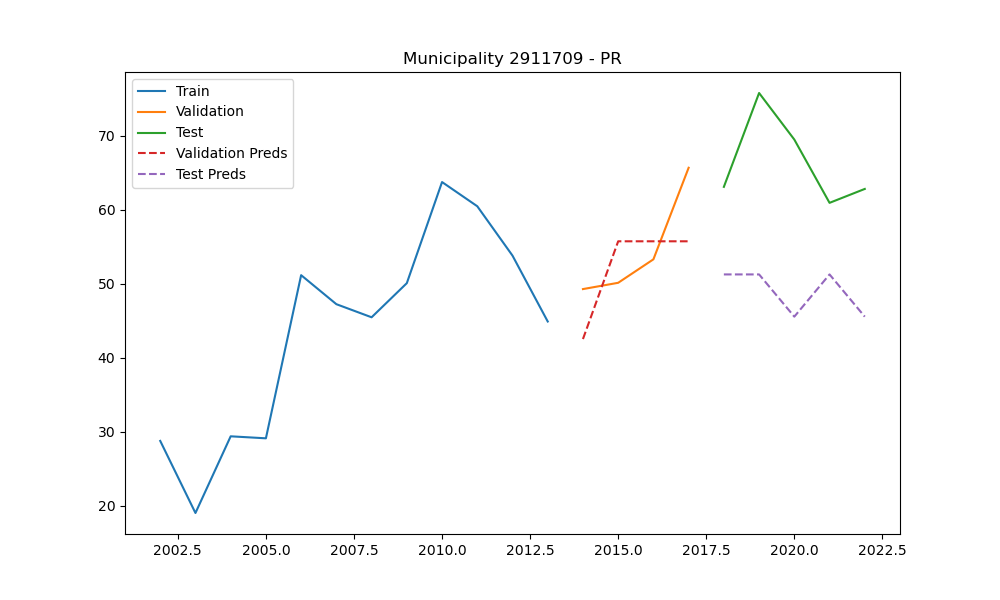 Municipality 2911709 - PR
Train
Validation
Test
Validation Preds
Test Preds
70
60
50
40
30
20
2002.5 2005.0 2007.5 2010.0 2012.5 2015.0 2017.5 2020.0 2022.5